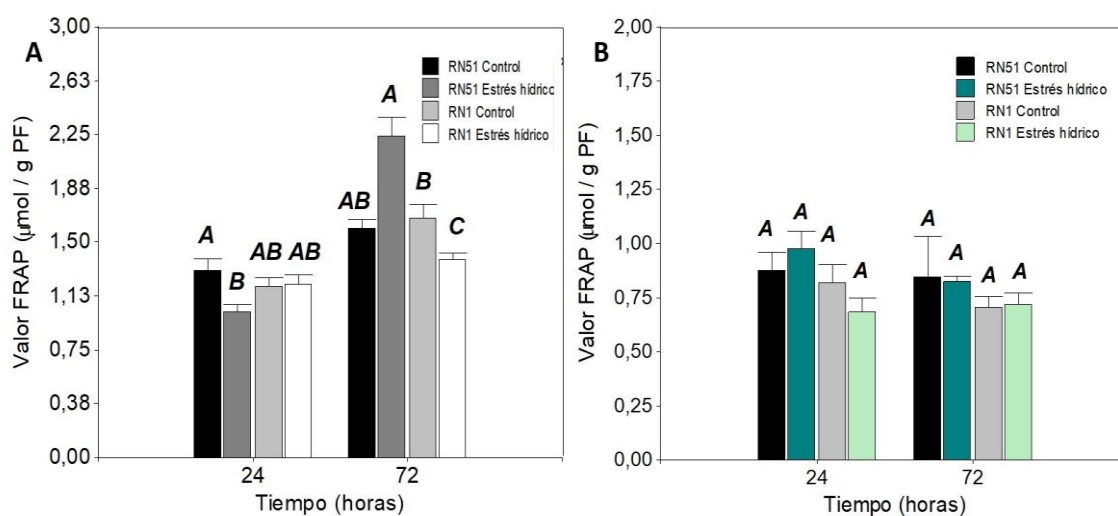 A
Valor FRAP (µmol / g PF)
3,00
2,63
2,25
1,88
1,50
1,13
0,75
0,38
0,00
RN51 Control
RN51 Estrés hídrico
RN1 Control
RN1 Estrés hídrico
A
B
AB
AB
AB
A
B
C
24
72
Tiempo (horas)
B
Valor FRAP (µmol / g PF)
2,00
1,75
1,50
1,25
1,00
0,75
0,50
0,25
0,00
RN51 Control
RN51 Estrés hídrico
RN1 Control
RN1 Estrés hídrico
A
A
A
A
A
A
A
A
24
72
Tiempo (horas)